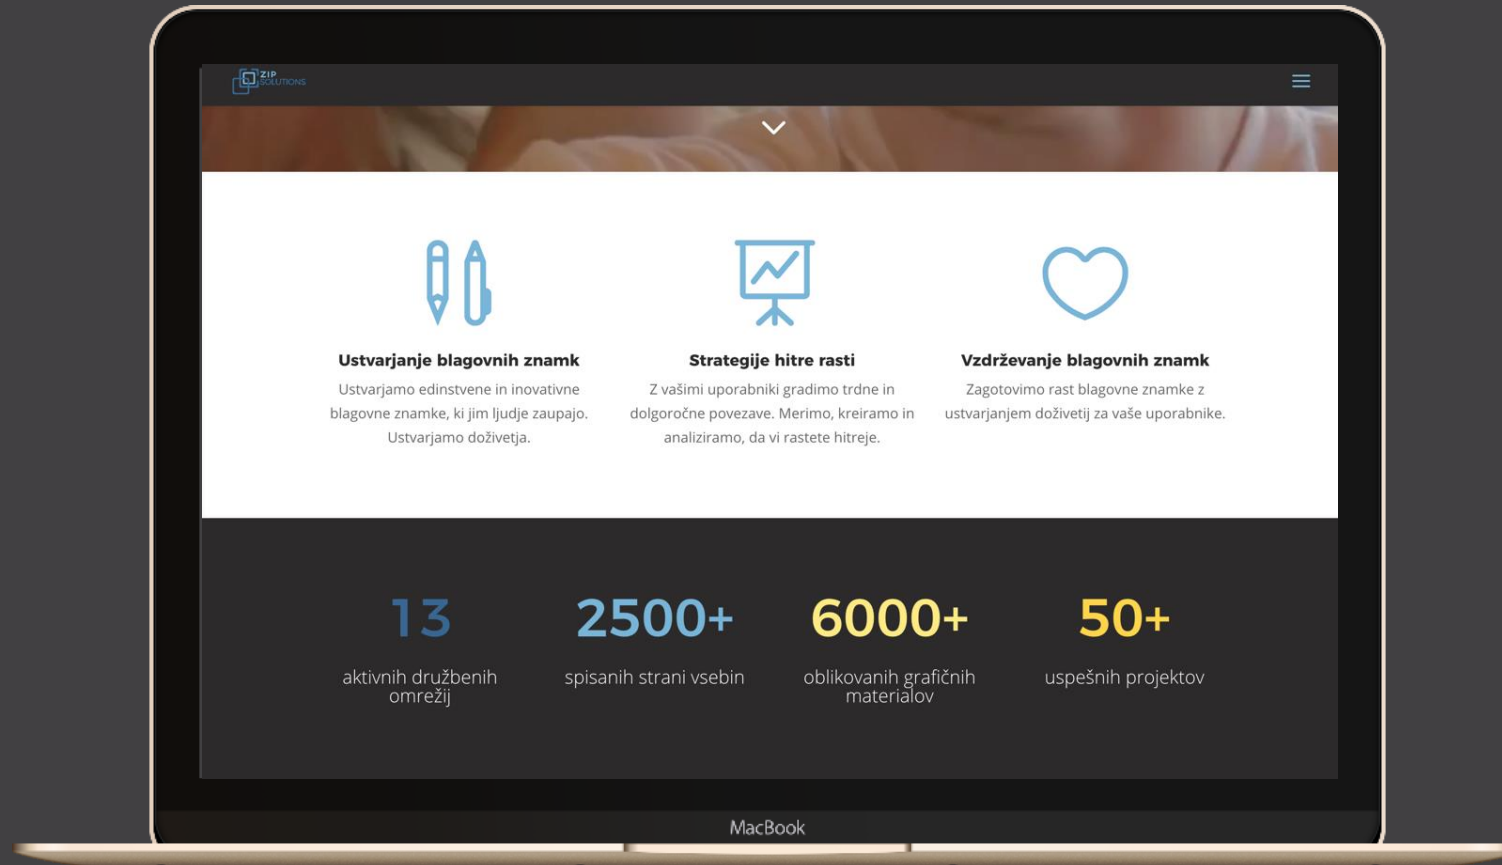 ZIP
SOLUTIONS
Ustvarjanje blagovnih znamk
Ustvarjamo edinstvene in inovativne
blagovne znamke, ki jim ljudje zaupajo.
Ustvarjamo doživetja.
Strategije hitre rasti
Z vašimi uporabniki gradimo trdne in
dolgoročne povezave. Merimo, kreiramo in
analiziramo, da vi rastete hitreje.
Vzdrževanje blagovnih znamk
Zagotovimo rast blagovne znamke z
ustvarjanjem doživetij za vaše uporabnike.
13
aktivnih družbenih
omrežij
2500+
spisanih strani vsebin
6000+
oblikovanih grafičnih
materialov
50+
uspešnih projektov
MacBook